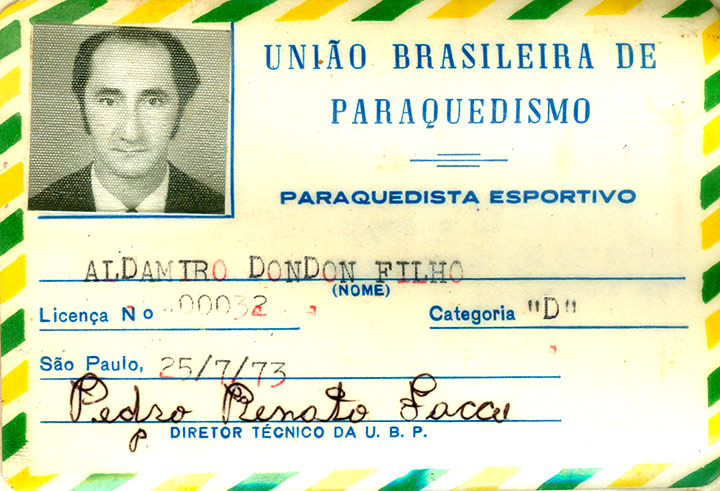 UNIÃO BRASILEIRA DE
PARAQUEDISMO
PARAQUEDISTA ESPORTIVO
ALDAMIRO DONDON FILHO
(NOME)
Licença No 00032
Categoria "D"
São Paulo, 25/7/73
Pedro Renato
P. DIRETOR TÉCNICO DA U. B. P.